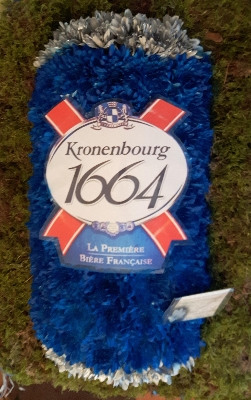 Kronenbourg
1664
LA PREMIÈRE
BIÈRE FRANÇAISE